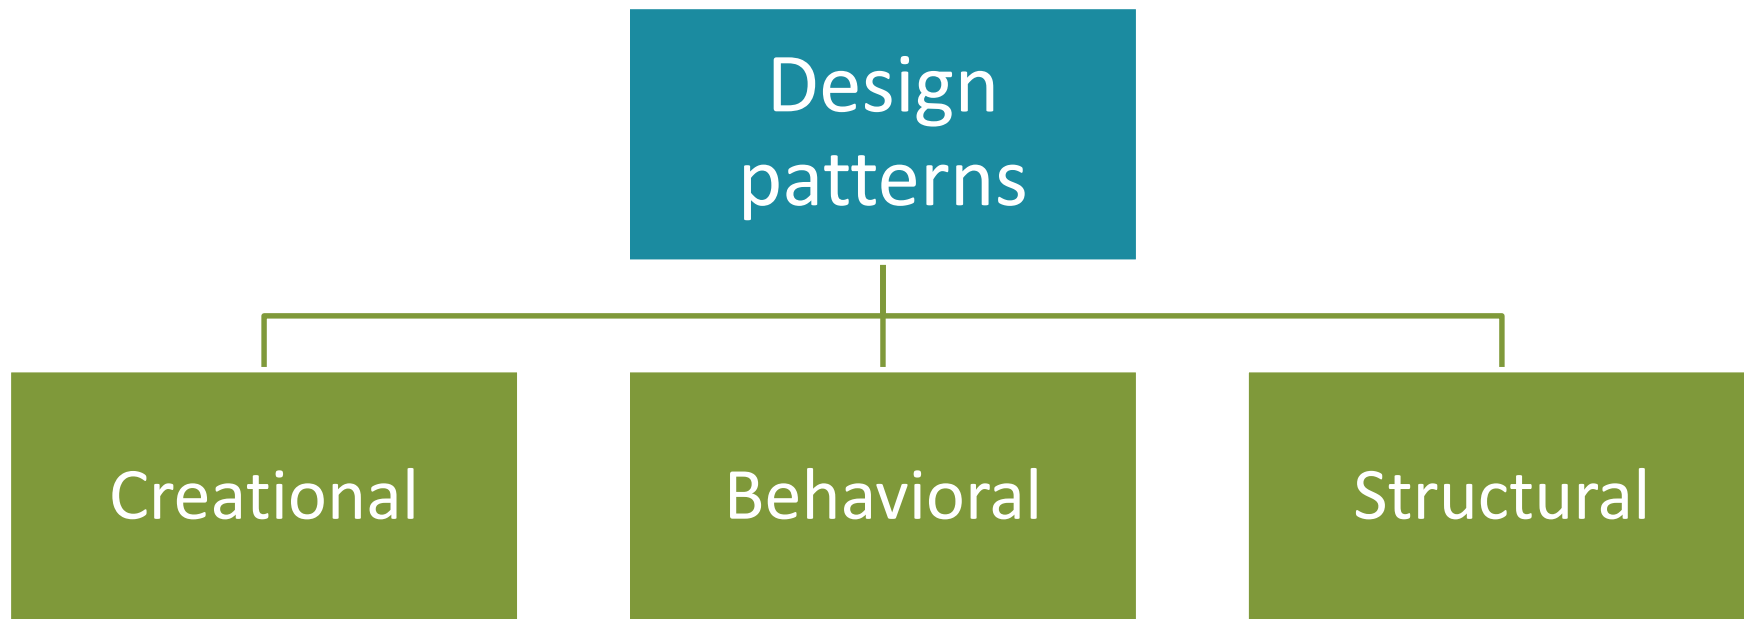 Design
patterns
Creational
Behavioral
Structural